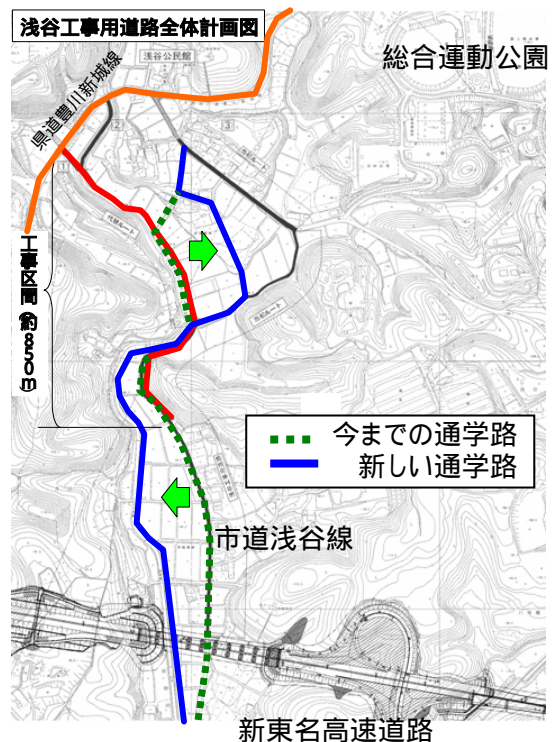 浅谷工事用道路全体計画図
総合運動公園
浅谷公民館
県道豊川新城線
2
3
工事区間(約850m)
今までの通学路
新しい通学路
市道浅谷線
新東名高速道路